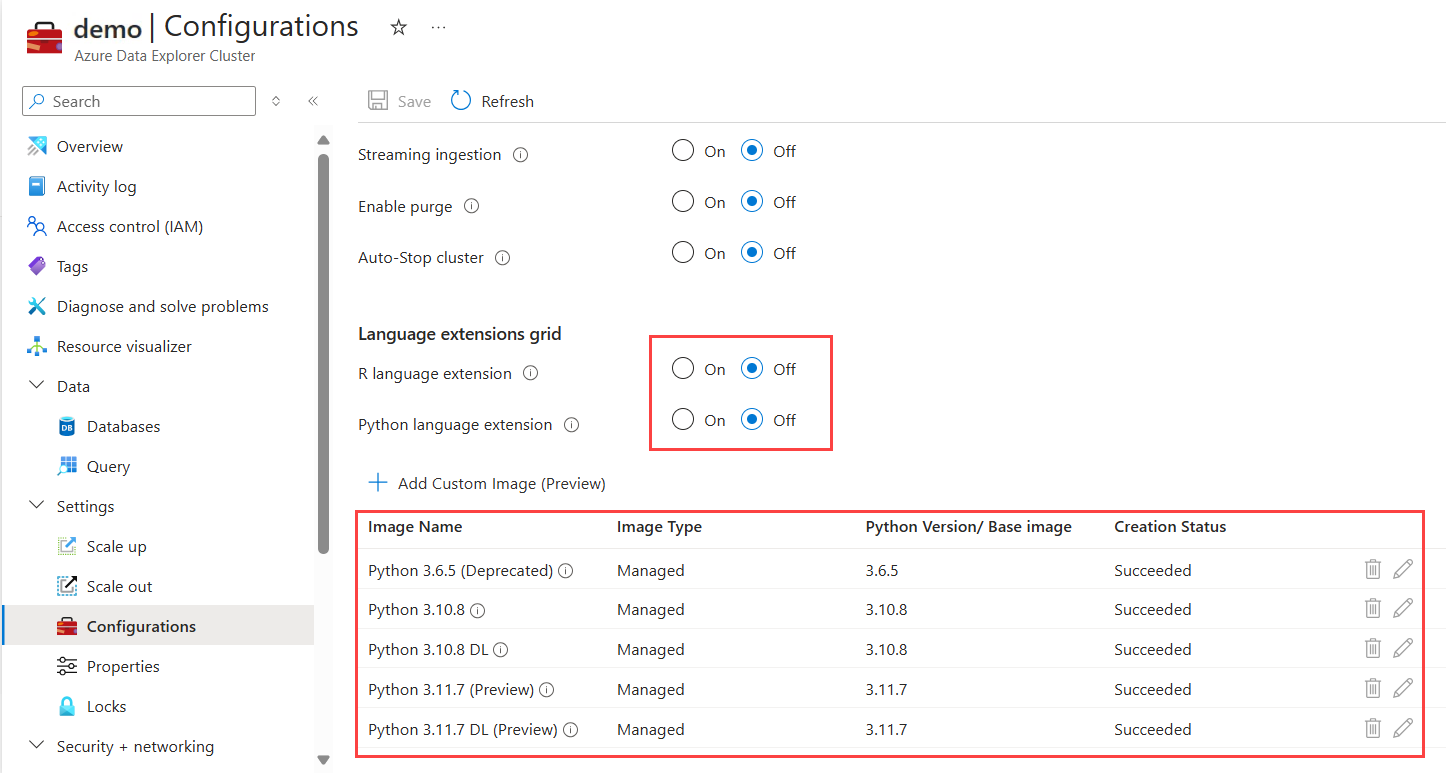 demo | Configurations
Azure Data Explorer Cluster
Search
Save Refresh
Overview
Activity log
Access control (IAM)
Tags
Diagnose and solve problems
Resource visualizer
Data
Databases
Query
Settings
Scale up
Scale out
Configurations
Properties
Locks
Security + networking
Streaming ingestion On Off
Enable purge On Off
Auto-Stop cluster On Off
Language extensions grid
R language extension On Off
Python language extension On Off
Add Custom Image (Preview)
Image Name Image Type Python Version/ Base image Creation Status
Python 3.6.5 (Deprecated) Managed 3.6.5 Succeeded
Python 3.10.8 Managed 3.10.8 Succeeded
Python 3.10.8 DL Managed 3.10.8 Succeeded
Python 3.11.7 (Preview) Managed 3.11.7 Succeeded
Python 3.11.7 DL (Preview) Managed 3.11.7 Succeeded